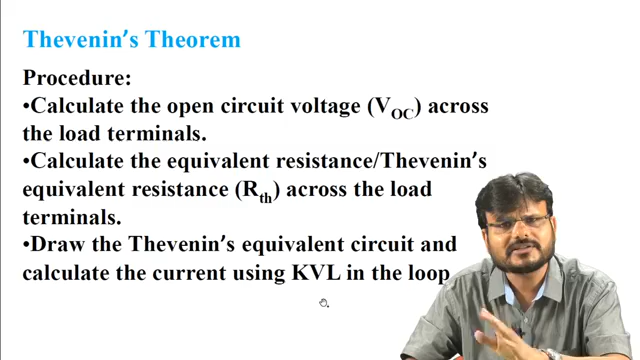 Thevenin's Theorem
Procedure:
•Calculate the open circuit voltage (VOC) across
the load terminals.
•Calculate the equivalent resistance/Thevenin's
equivalent resistance (Rth) across the load
terminals.
•Draw the Thevenin's equivalent circuit and
calculate the current using KVL in the loop